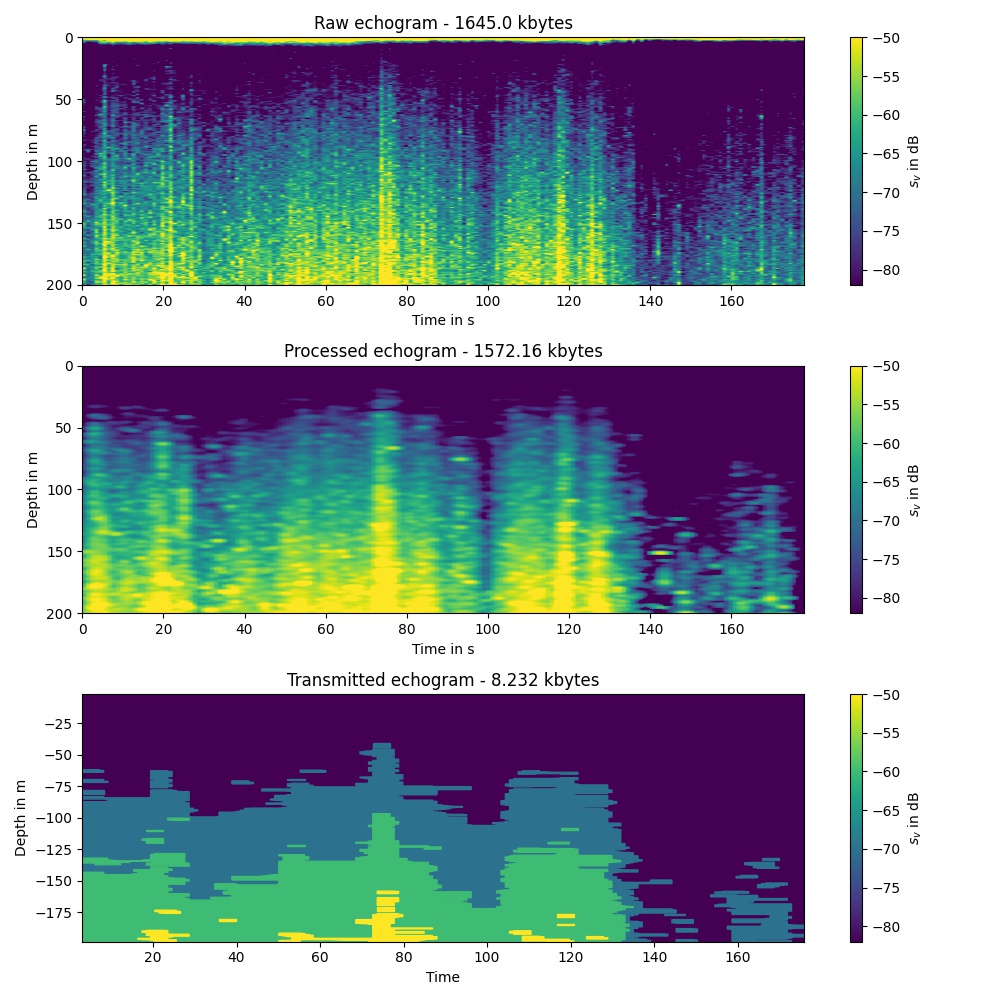 Raw echogram - 1645.0 kbytes
0
50
100
150
200
Depth in m
0 20 40 60 80 100 120 140 160
Time in s
−50
−55
−60
−65
−70
−75
−80
s_v in dB
Processed echogram - 1572.16 kbytes
0
50
100
150
200
Depth in m
0 20 40 60 80 100 120 140 160
Time in s
−50
−55
−60
−65
−70
−75
−80
s_v in dB
Transmitted echogram - 8.232 kbytes
−25
−50
−75
−100
−125
−150
−175
Depth in m
20 40 60 80 100 120 140 160
Time
−50
−55
−60
−65
−70
−75
−80
s_v in dB